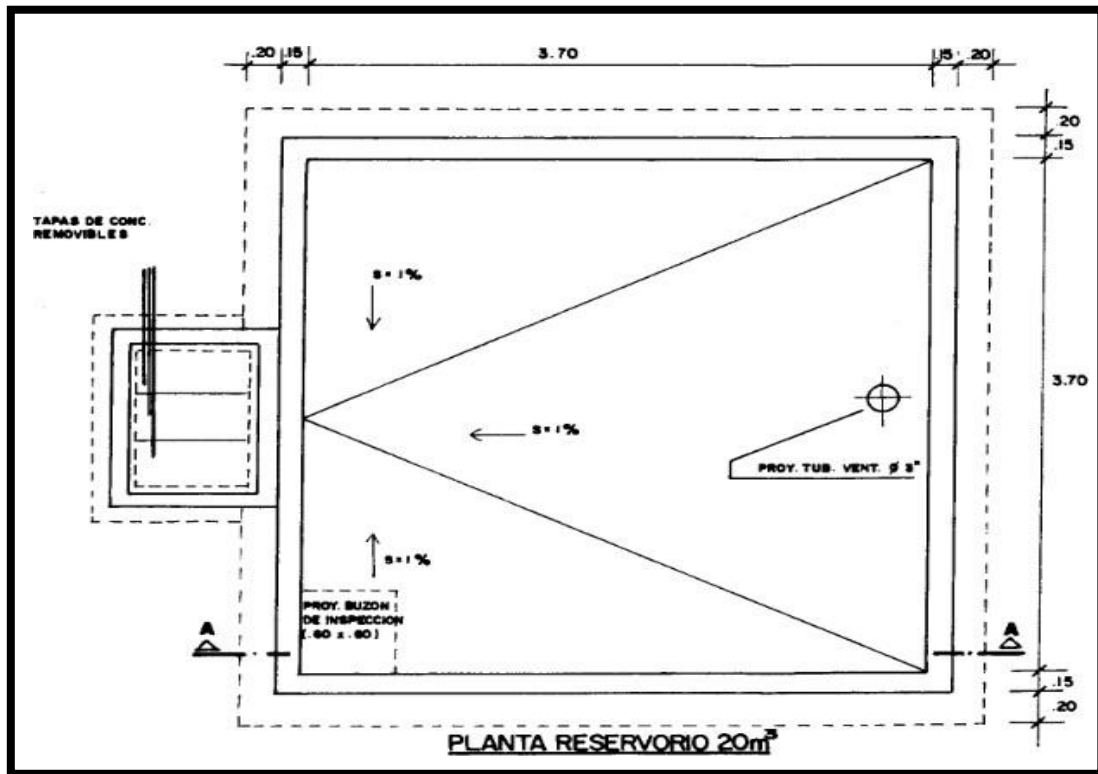 .20 .15 3.70 .15 .20
.20
.15
TAPAS DE CONC.
REMOVIBLES
S=1%
3.70
S=1%
PROY. TUB. VENT. Ø 3"
S=1%
PROY. BUZON
DE INSPECCION
(.60 x .60)
A A
.15
.20
PLANTA RESERVORIO 20m³